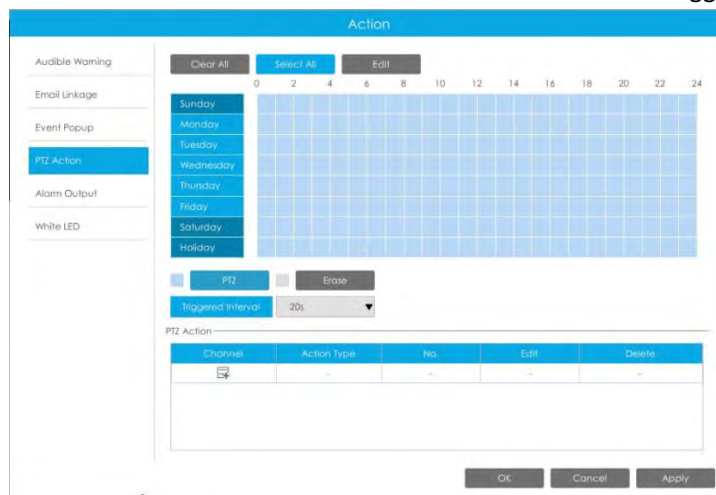 Action
Audible Warning
Email Linkage
Event Popup
PTZ Action
Alarm Output
White LED
Clear All Select All Edit
0 2 4 6 8 10 12 14 16 18 20 22 24
Sunday
Monday
Tuesday
Wednesday
Thursday
Friday
Saturday
Holiday
PTZ Erase
Triggered Interval 20s
PTZ Action
Channel Action Type No. Edit Delete
- - - -
OK Cancel Apply